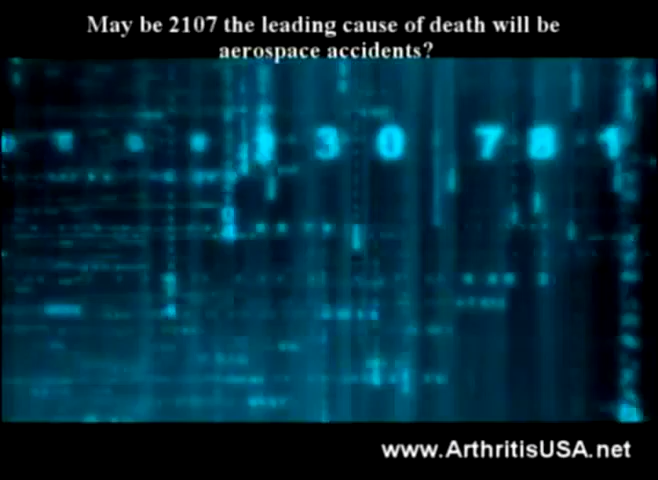 May be 2107 the leading cause of death will be
aerospace accidents?
3 0 7 8 1
www.ArthritisUSA.net